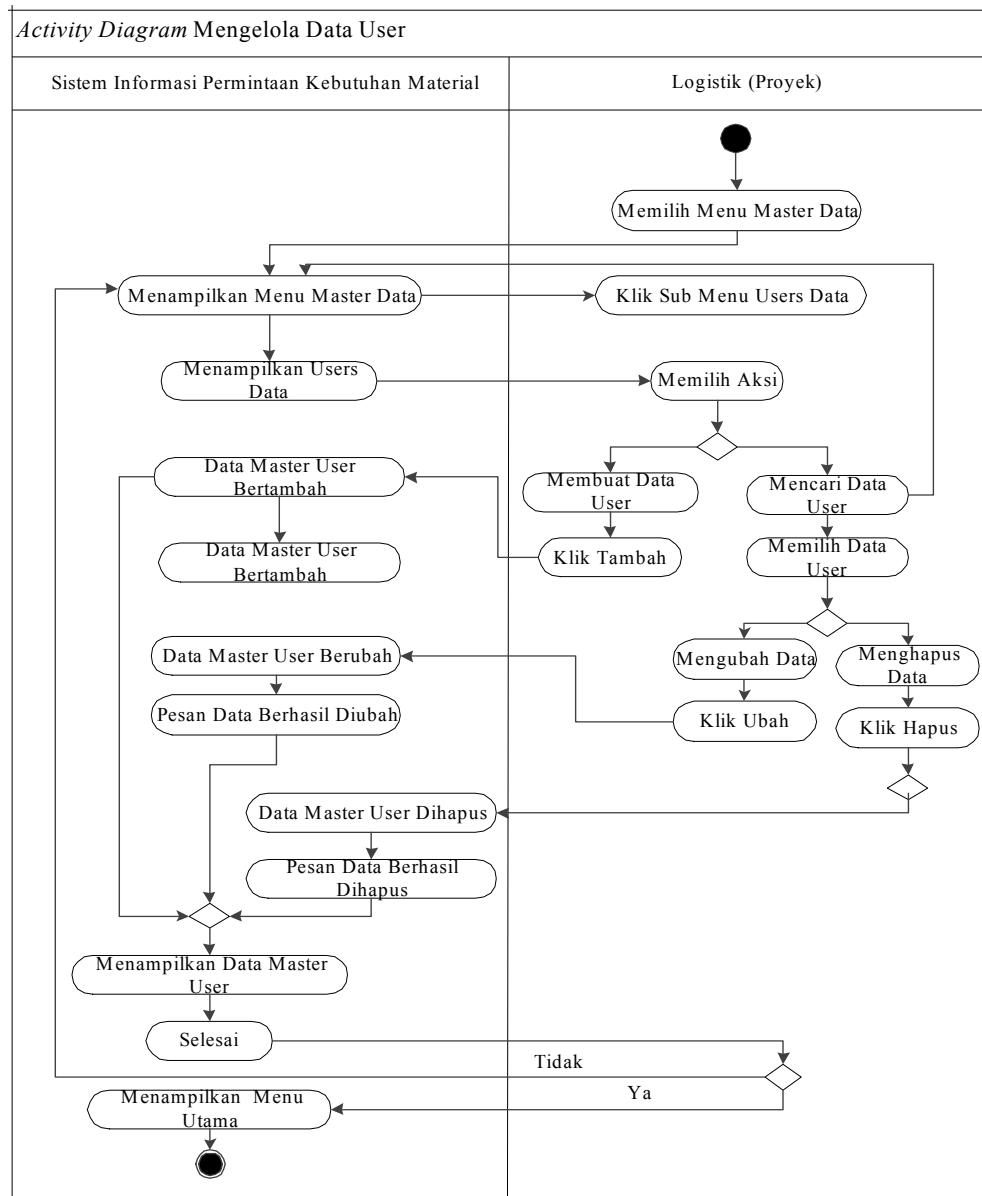 Activity Diagram Mengelola Data User
Sistem Informasi Permintaan Kebutuhan Material
Logistik (Proyek)
Memilih Menu Master Data
Menampilkan Menu Master Data
Klik Sub Menu Users Data
Menampilkan Users
Data
Memilih Aksi
Data Master User
Bertambah
Membuat Data
User
Mencari Data
User
Data Master User
Bertambah
Klik Tambah
Memilih Data
User
Data Master User Berubah
Mengubah Data
Menghapus
Data
Pesan Data Berhasil Diubah
Klik Ubah
Klik Hapus
Data Master User Dihapus
Pesan Data Berhasil
Dihapus
Menampilkan Data Master
User
Selesai
Tidak
Ya
Menampilkan Menu
Utama